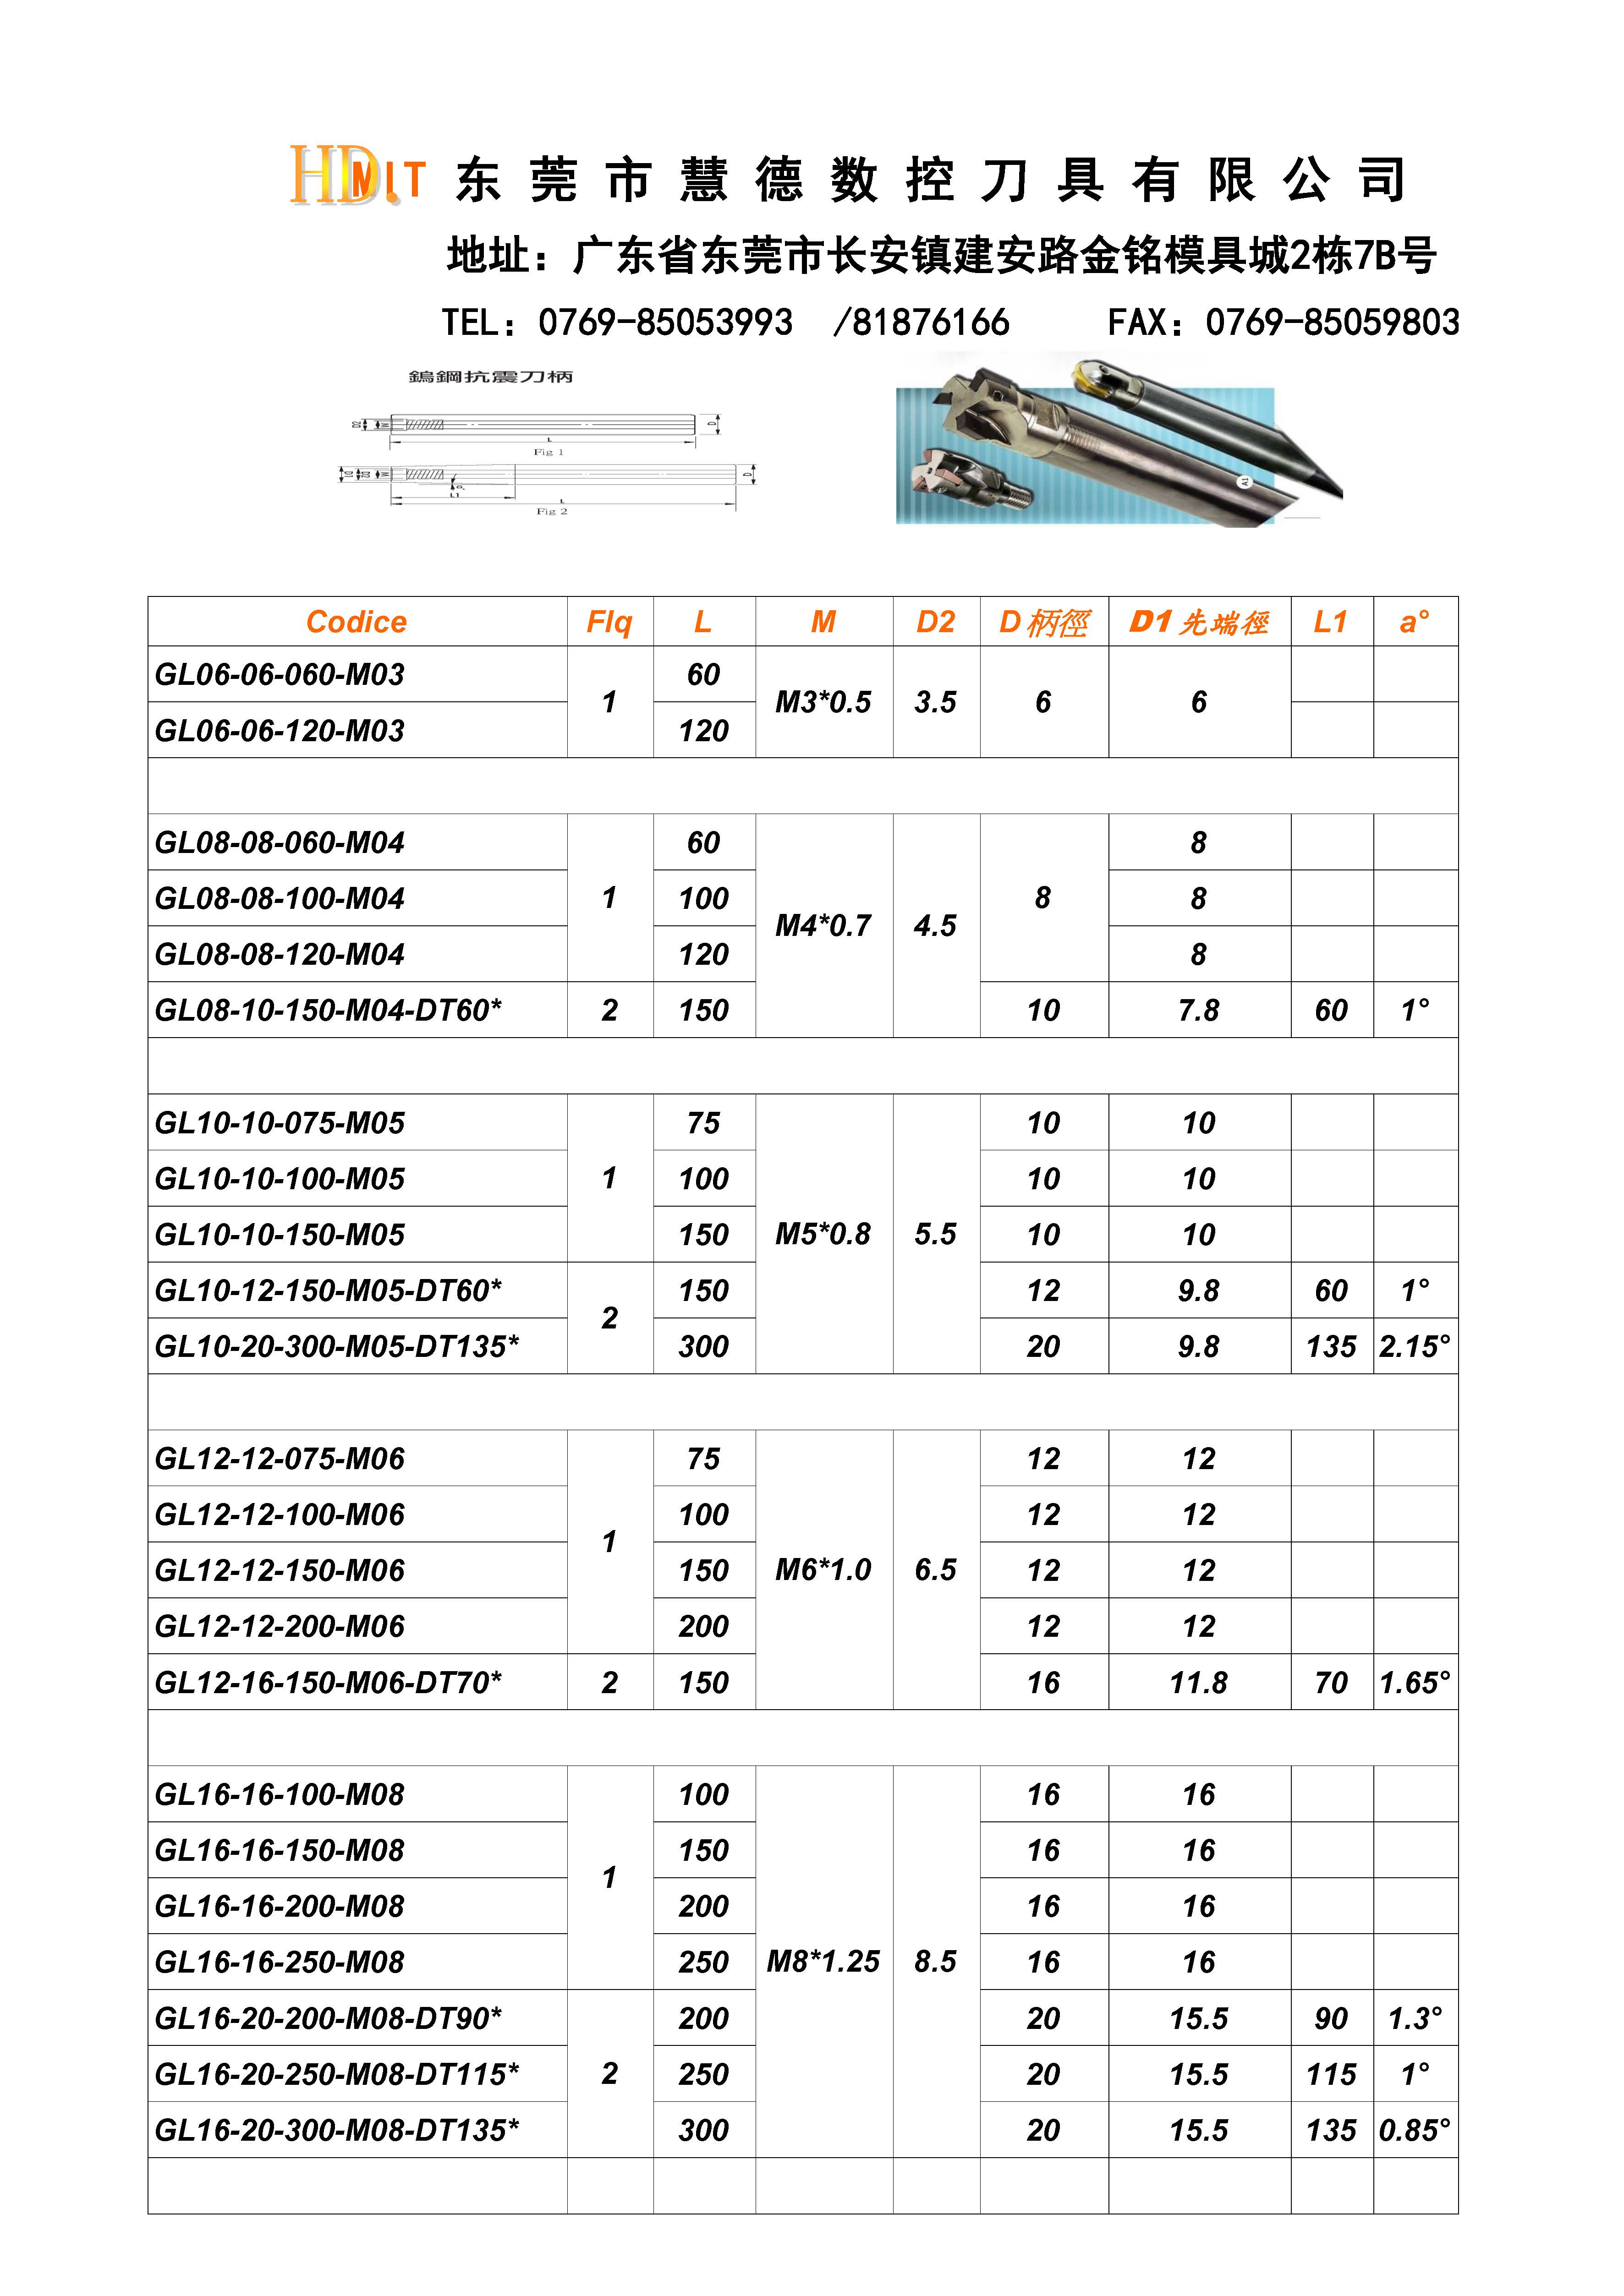 HD.MIT 东莞市慧德数控刀具有限公司
地址：广东省东莞市长安镇建安路金铭模具城2栋7B号
TEL：0769-85053993 /81876166 FAX：0769-85059803
鎢鋼抗震刀柄
D2 M L D
Fig 1
D1 D2 M a° L1 L D
Fig 2
A1
Codice FIq L M D2 D柄徑 D1先端徑 L1 a°
GL06-06-060-M03 1 60 M3*0.5 3.5 6 6
GL06-06-120-M03 120
GL08-08-060-M04 1 60 M4*0.7 4.5 8 8
GL08-08-100-M04 100 8
GL08-08-120-M04 120 8
GL08-10-150-M04-DT60* 2 150 10 7.8 60 1°
GL10-10-075-M05 1 75 M5*0.8 5.5 10 10
GL10-10-100-M05 100 10 10
GL10-10-150-M05 150 10 10
GL10-12-150-M05-DT60* 2 150 12 9.8 60 1°
GL10-20-300-M05-DT135* 300 20 9.8 135 2.15°
GL12-12-075-M06 1 75 M6*1.0 6.5 12 12
GL12-12-100-M06 100 12 12
GL12-12-150-M06 150 12 12
GL12-12-200-M06 200 12 12
GL12-16-150-M06-DT70* 2 150 16 11.8 70 1.65°
GL16-16-100-M08 1 100 M8*1.25 8.5 16 16
GL16-16-150-M08 150 16 16
GL16-16-200-M08 200 16 16
GL16-16-250-M08 250 16 16
GL16-20-200-M08-DT90* 2 200 20 15.5 90 1.3°
GL16-20-250-M08-DT115* 250 20 15.5 115 1°
GL16-20-300-M08-DT135* 300 20 15.5 135 0.85°